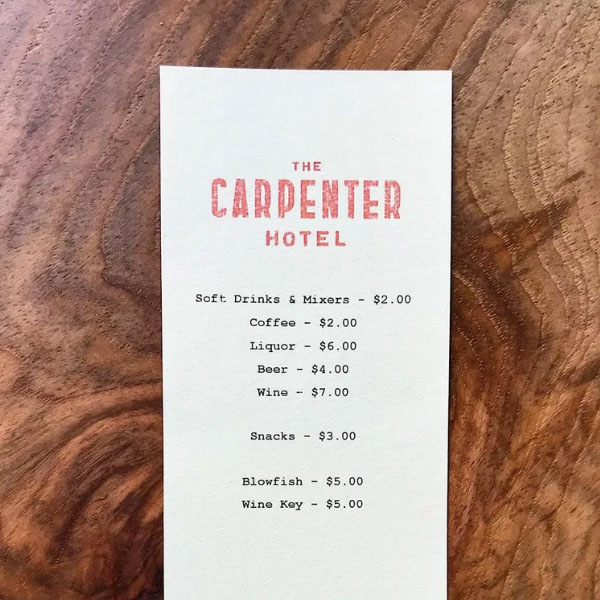 THE
CARPENTER
HOTEL
Soft Drinks & Mixers - $2.00
Coffee - $2.00
Liquor - $6.00
Beer - $4.00
Wine - $7.00
Snacks - $3.00
Blowfish - $5.00
Wine Key - $5.00